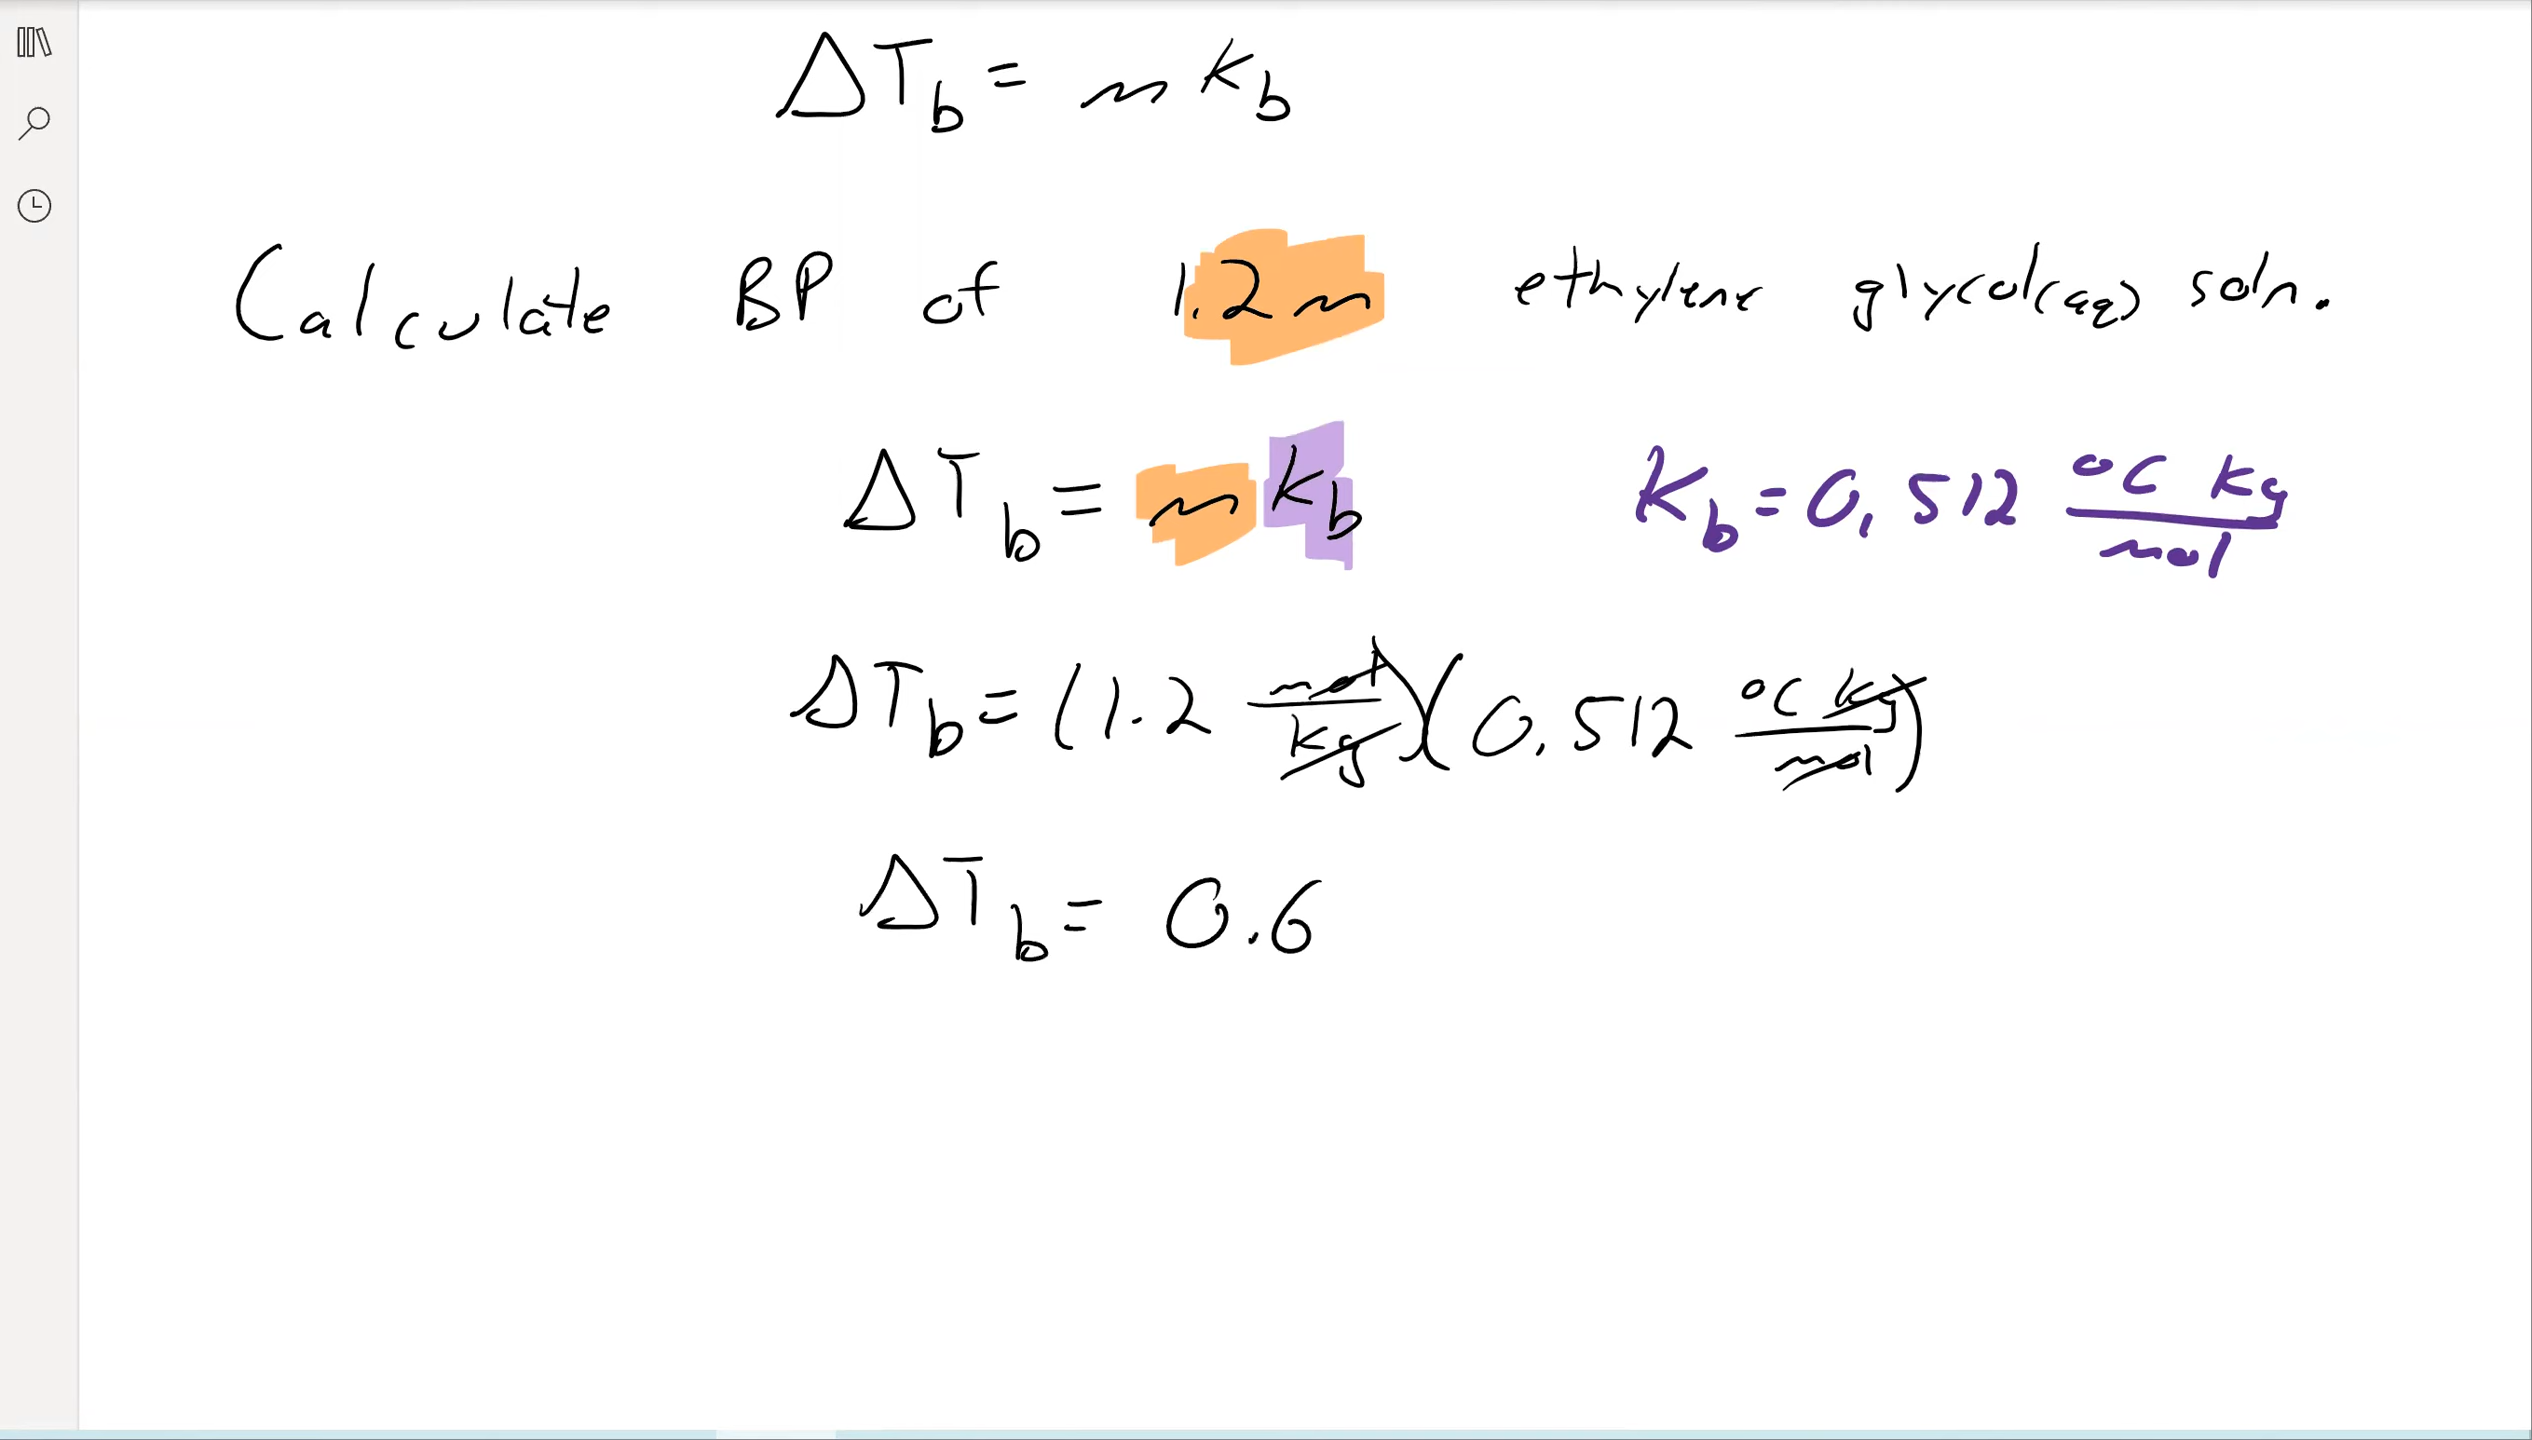 ΔT_b = m K_b
Calculate BP of 1.2 m ethylene glycol(aq) soln.
ΔT_b = m K_b K_b = 0.512 °C kg / mol
ΔT_b = (1.2 mol / kg)(0.512 °C kg / mol)
ΔT_b = 0.6